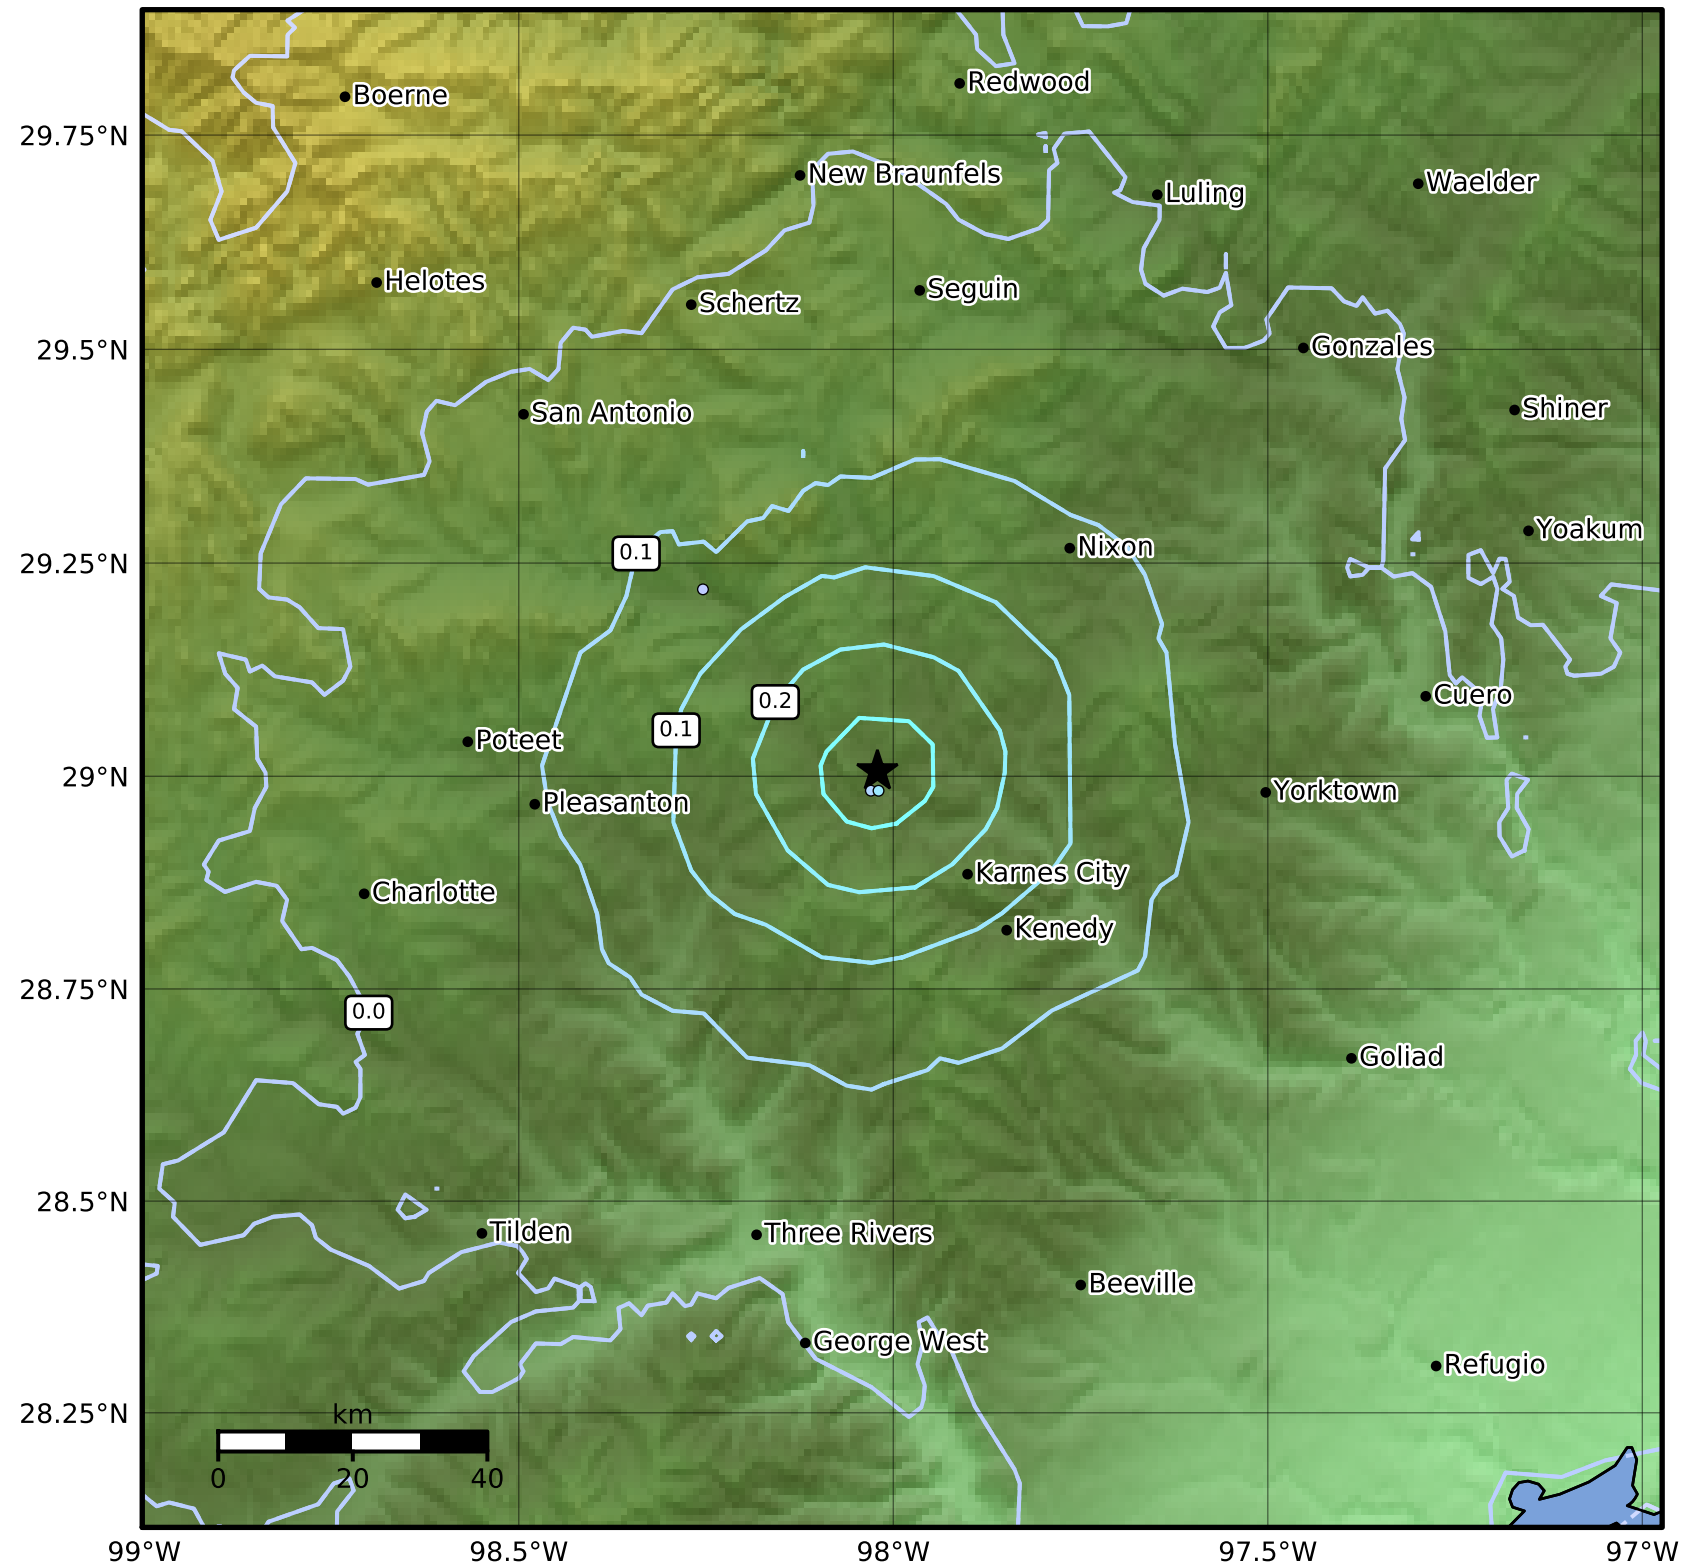 Redwood
Boerne
29.75°N
New Braunfels
Waelder
Luling
Helotes
Seguin
Schertz
Gonzales
29.5°N
Shiner
San Antonio
Yoakum
Nixon
0.1
29.25°N
Cuero
0.2
0.1
Poteet
29°N
Yorktown
Pleasanton
Karnes City
Charlotte
Kenedy
28.75°N
0.0
Goliad
28.5°N
Tilden
Three Rivers
Beeville
George West
Refugio
28.25°N
km
0 20 40
99°W 98.5°W 98°W 97.5°W 97°W